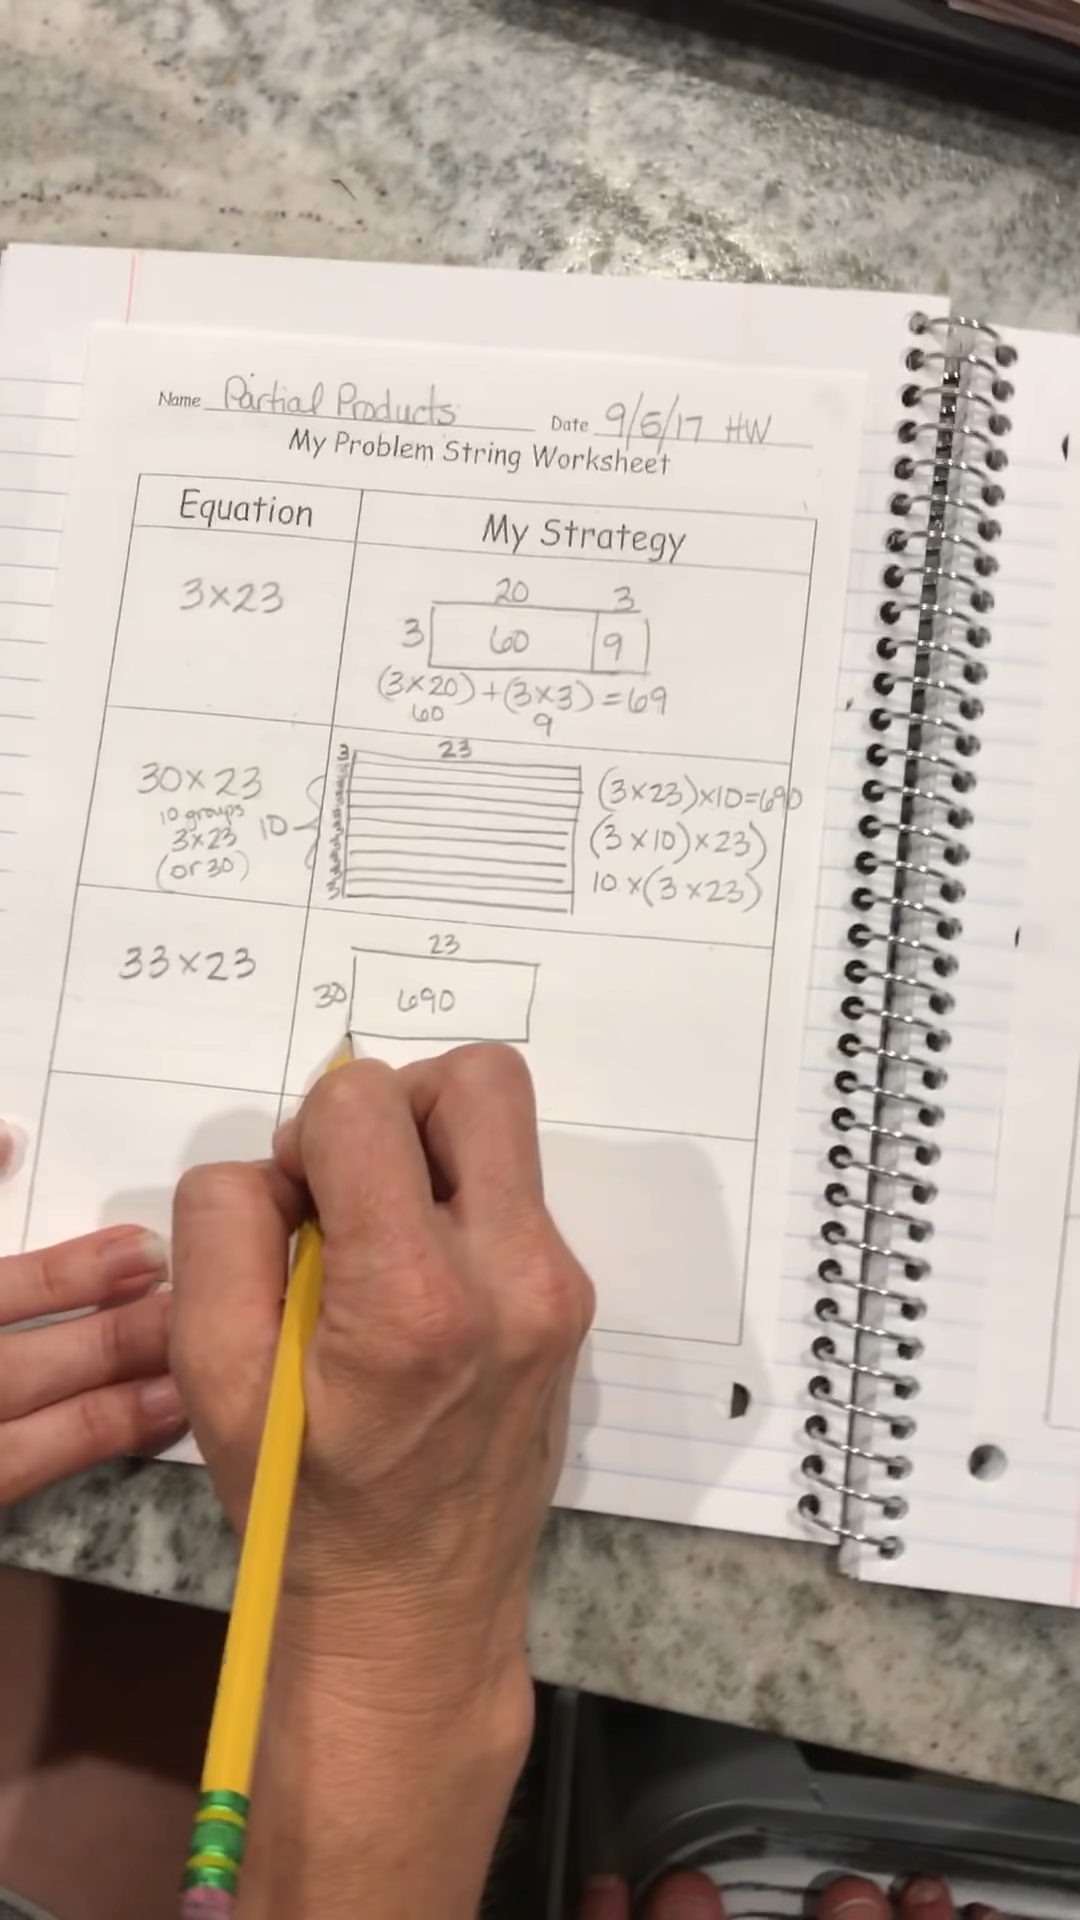 Name Partial Products Date 9/5/17 HW
My Problem String Worksheet
Equation My Strategy
3×23
20 3
3 60 9
(3×20)+(3×3)=69
60 9
30×23
10 groups
3×23
(or 30)
10
3
23
(3×23)×10=690
(3×10)×23)
10×(3×23)
33×23
23
30 690